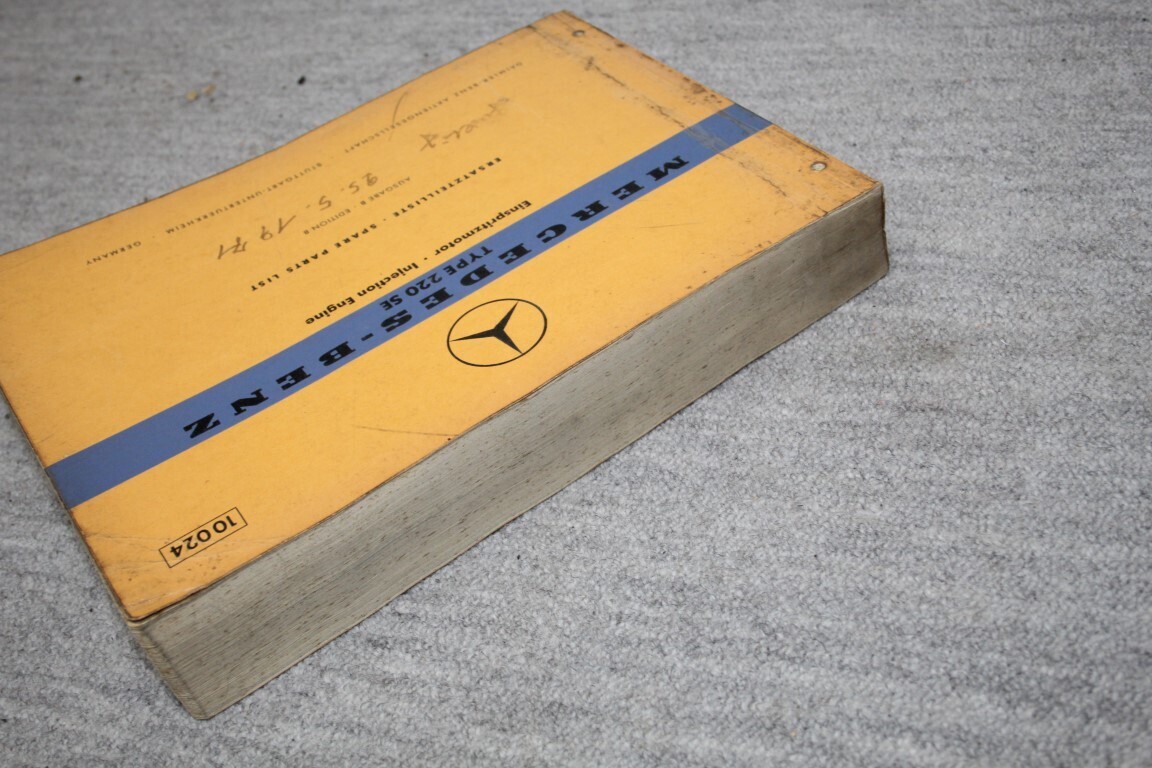 10024
MERCEDES-BENZ
TYPE 220 SE
Einspritzmotor · Injection Engine
ERSATZTEILLISTE · SPARE PARTS LIST
AUSGABE B EDITION B
25. 5. 1971
DAIMLER-BENZ AKTIENGESELLSCHAFT · STUTTGART-UNTERTUERKHEIM · GERMANY